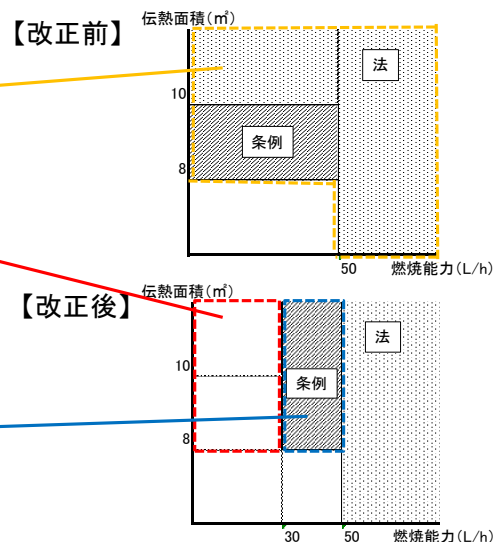 【改正前】
伝熱面積(㎡)
法
10
条例
8
50
燃焼能力(L/h)
【改正後】
伝熱面積(㎡)
法
10
条例
8
30
50
燃焼能力(L/h)